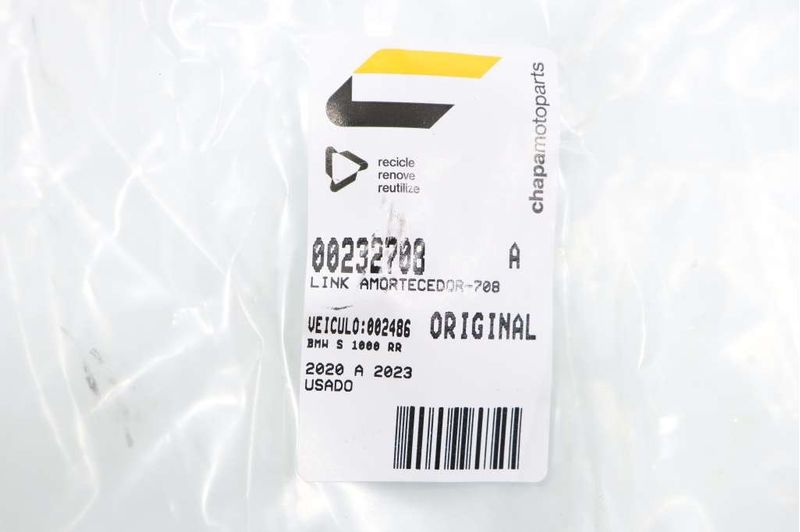 chapamotoparts
recicle
renove
reutilize
00232708 A
LINK AMORTECEDOR-708
VEICULO:002486 ORIGINAL
BMW S 1000 RR
2020 A 2023
USADO